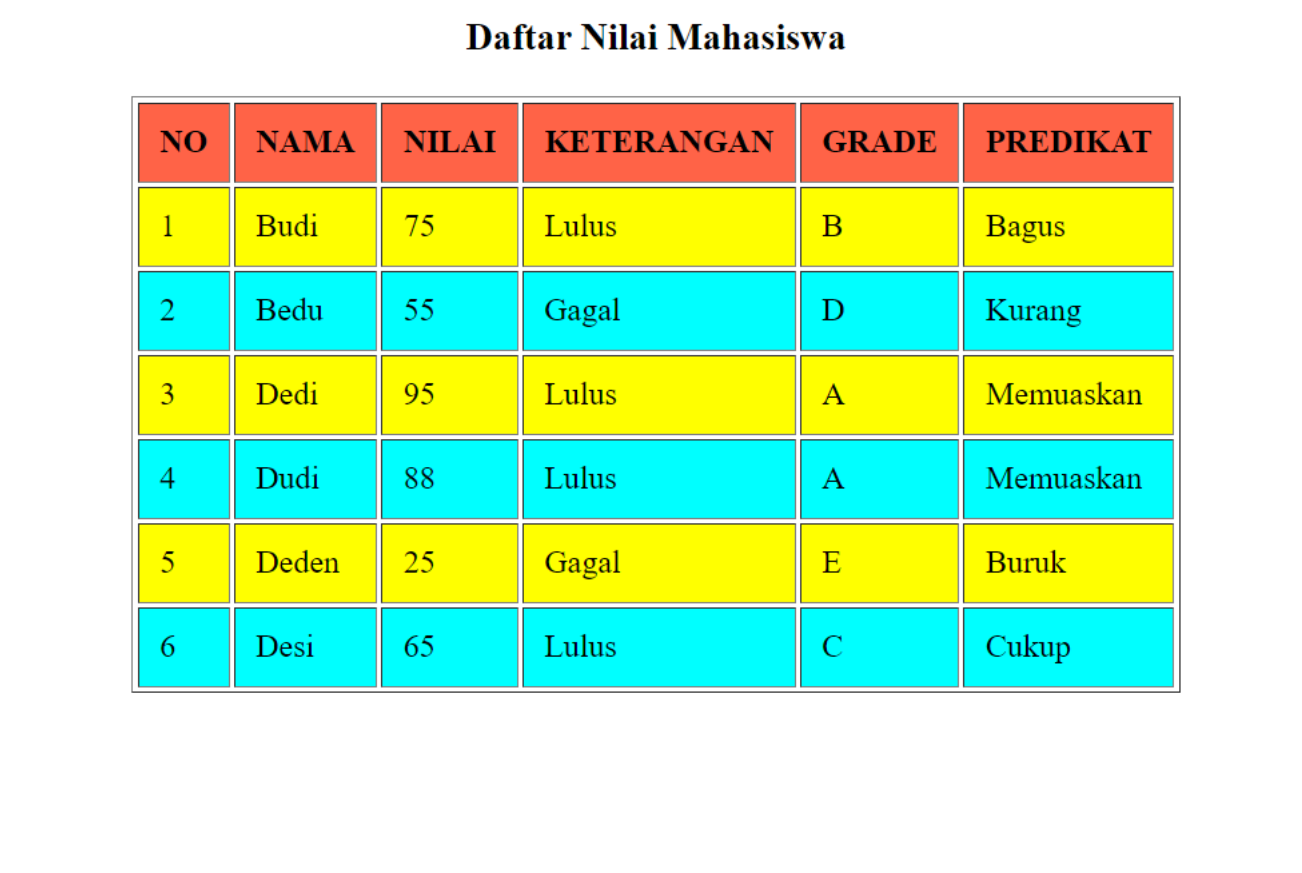 Daftar Nilai Mahasiswa
NO NAMA NILAI KETERANGAN GRADE PREDIKAT
1 Budi 75 Lulus B Bagus
2 Bedu 55 Gagal D Kurang
3 Dedi 95 Lulus A Memuaskan
4 Dudi 88 Lulus A Memuaskan
5 Deden 25 Gagal E Buruk
6 Desi 65 Lulus C Cukup